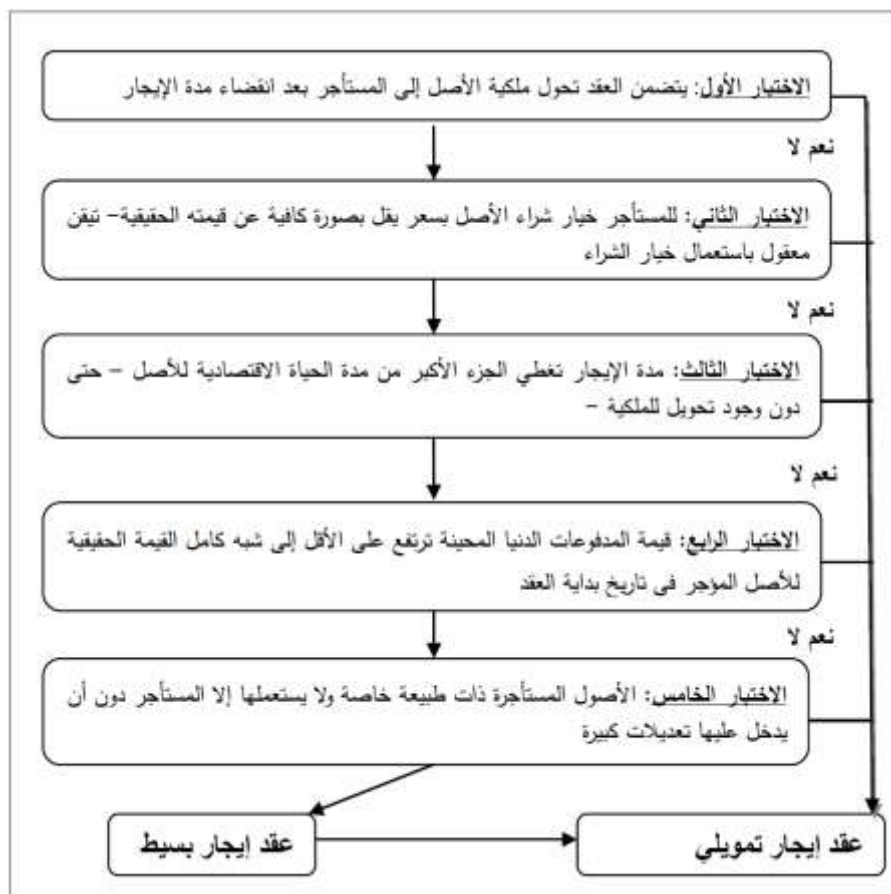 الاختبار الأول: يتضمن العقد تحول ملكية الأصل إلى المستأجر بعد انقضاء مدة الإيجار
نعم لا
الاختبار الثاني: للمستأجر خيار شراء الأصل بسعر يقل بصورة كافية عن قيمته الحقيقية– تيقن
معقول باستعمال خيار الشراء
نعم لا
الاختبار الثالث: مدة الإيجار تغطي الجزء الأكبر من مدة الحياة الاقتصادية للأصل – حتى
دون وجود تحويل للملكية –
نعم لا
الاختبار الرابع: قيمة المدفوعات الدنيا المحينة ترتفع على الأقل إلى شبه كامل القيمة الحقيقية
للأصل المؤجر في تاريخ بداية العقد
نعم لا
الاختبار الخامس: الأصول المستأجرة ذات طبيعة خاصة ولا يستعملها إلا المستأجر دون أن
يدخل عليها تعديلات كبيرة
عقد إيجار تمويلي
عقد إيجار بسيط